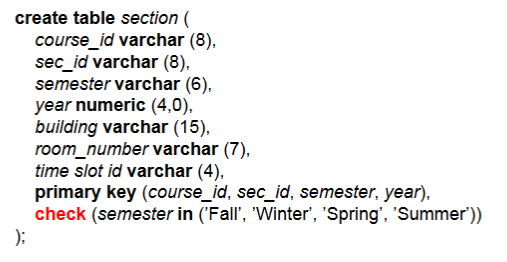 create table section (
course_id varchar (8),
sec_id varchar (8),
semester varchar (6),
year numeric (4,0),
building varchar (15),
room_number varchar (7),
time slot id varchar (4),
primary key (course_id, sec_id, semester, year),
check (semester in (’Fall’, ’Winter’, ’Spring’, ’Summer’))
);